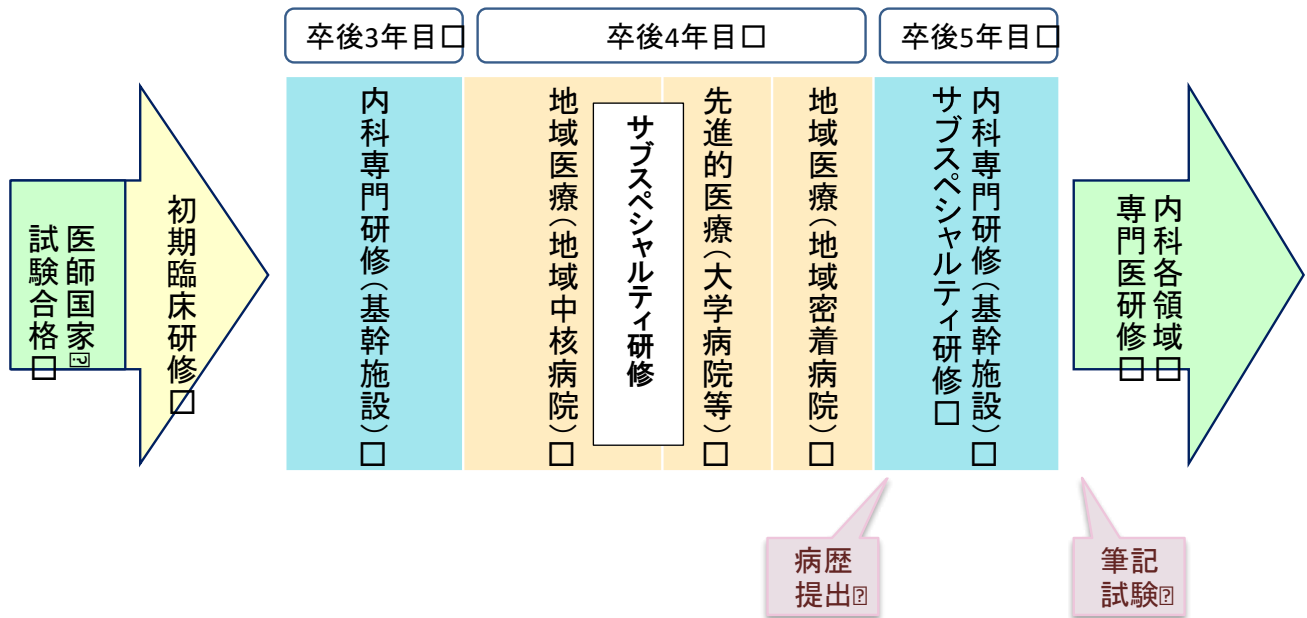 卒後3年目□
卒後4年目□
卒後5年目□
医師国家
試験合格□
初期臨床研修□
内科専門研修(基幹施設)□
地域医療(地域中核病院)□
サブスペシャルティ研修
先進的医療(大学病院等)□
地域医療(地域密着病院)□
内科専門研修(基幹施設)□
サブスペシャルティ研修□
内科各領域□
専門医研修□
病歴
提出
筆記
試験